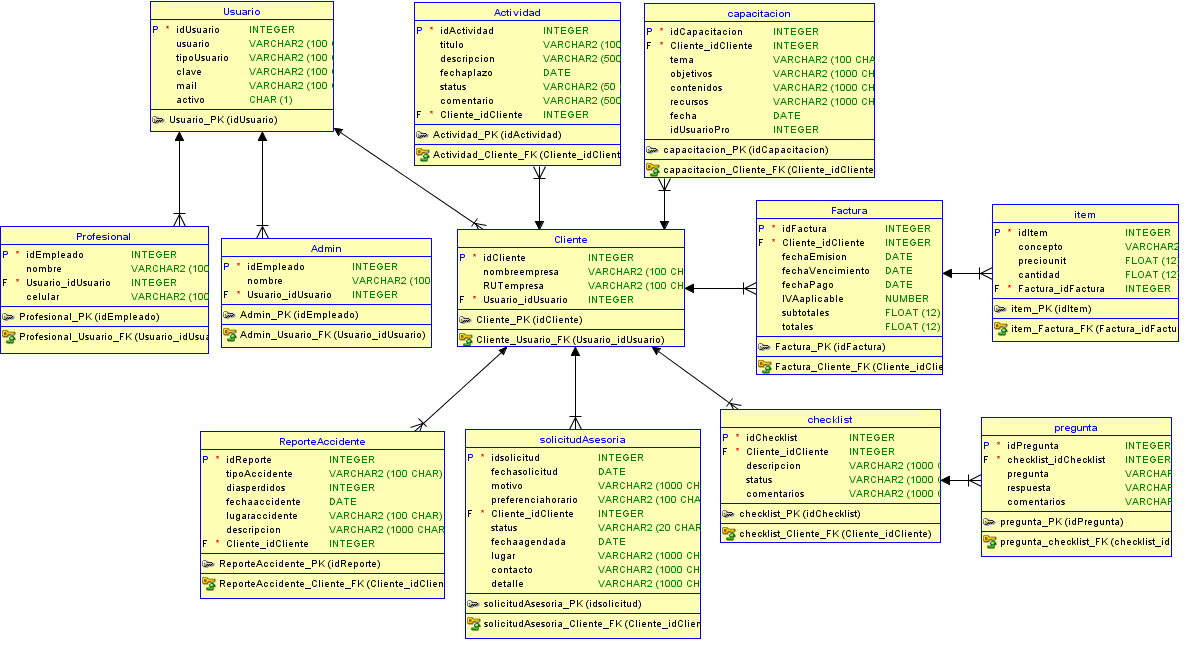 Usuario
P * idUsuario INTEGER
usuario VARCHAR2 (100
tipoUsuario VARCHAR2 (100
clave VARCHAR2 (100
mail VARCHAR2 (100
activo CHAR (1)
Usuario_PK (idUsuario)
Actividad
P * idActividad INTEGER
titulo VARCHAR2 (100
descripcion VARCHAR2 (500
fechaplazo DATE
status VARCHAR2 (50
comentario VARCHAR2 (500
F * Cliente_idCliente INTEGER
Actividad_PK (idActividad)
Actividad_Cliente_FK (Cliente_idClient
capacitacion
P * idCapacitacion INTEGER
F * Cliente_idCliente INTEGER
tema VARCHAR2 (100 CHA
objetivos VARCHAR2 (1000 CH
contenidos VARCHAR2 (1000 CH
recursos VARCHAR2 (1000 CH
fecha DATE
idUsuarioPro INTEGER
capacitacion_PK (idCapacitacion)
capacitacion_Cliente_FK (Cliente_idCliente
Profesional
P * idEmpleado INTEGER
nombre VARCHAR2 (100
F * Usuario_idUsuario INTEGER
celular VARCHAR2 (100
Profesional_PK (idEmpleado)
Profesional_Usuario_FK (Usuario_idUsua
Admin
P * idEmpleado INTEGER
nombre VARCHAR2 (100
F * Usuario_idUsuario INTEGER
Admin_PK (idEmpleado)
Admin_Usuario_FK (Usuario_idUsuario)
Cliente
P * idCliente INTEGER
nombreempresa VARCHAR2 (100 CH
RUTempresa VARCHAR2 (100 CH
F * Usuario_idUsuario INTEGER
Cliente_PK (idCliente)
Cliente_Usuario_FK (Usuario_idUsuario)
Factura
P * idFactura INTEGER
F * Cliente_idCliente INTEGER
fechaEmision DATE
fechaVencimiento DATE
fechaPago DATE
IVAaplicable NUMBER
subtotales FLOAT (12)
totales FLOAT (12)
Factura_PK (idFactura)
Factura_Cliente_FK (Cliente_idClie
item
P * idItem INTEGER
concepto VARCHAR2
preciounit FLOAT (12
cantidad FLOAT (12
F * Factura_idFactura INTEGER
item_PK (idItem)
item_Factura_FK (Factura_idFactu
ReporteAccidente
P * idReporte INTEGER
tipoAccidente VARCHAR2 (100 CHAR)
diasperdidos INTEGER
fechaaccidente DATE
lugaraccidente VARCHAR2 (100 CHAR)
descripcion VARCHAR2 (1000 CHAR
F * Cliente_idCliente INTEGER
ReporteAccidente_PK (idReporte)
ReporteAccidente_Cliente_FK (Cliente_idClien
solicitudAsesoria
P * idsolicitud INTEGER
fechasolicitud DATE
motivo VARCHAR2 (1000 CH
preferenciahorario VARCHAR2 (100 CHA
F * Cliente_idCliente INTEGER
status VARCHAR2 (20 CHAR
fechaagendada DATE
lugar VARCHAR2 (1000 CH
contacto VARCHAR2 (1000 CH
detalle VARCHAR2 (1000 CH
solicitudAsesoria_PK (idsolicitud)
solicitudAsesoria_Cliente_FK (Cliente_idClien
checklist
P * idChecklist INTEGER
F * Cliente_idCliente INTEGER
descripcion VARCHAR2 (1000
status VARCHAR2 (1000
comentarios VARCHAR2 (1000
checklist_PK (idChecklist)
checklist_Cliente_FK (Cliente_idCliente)
pregunta
P * idPregunta INTEGER
F * checklist_idChecklist INTEGER
pregunta VARCHAR
respuesta VARCHAR
comentarios VARCHAR
pregunta_PK (idPregunta)
pregunta_checklist_FK (checklist_id